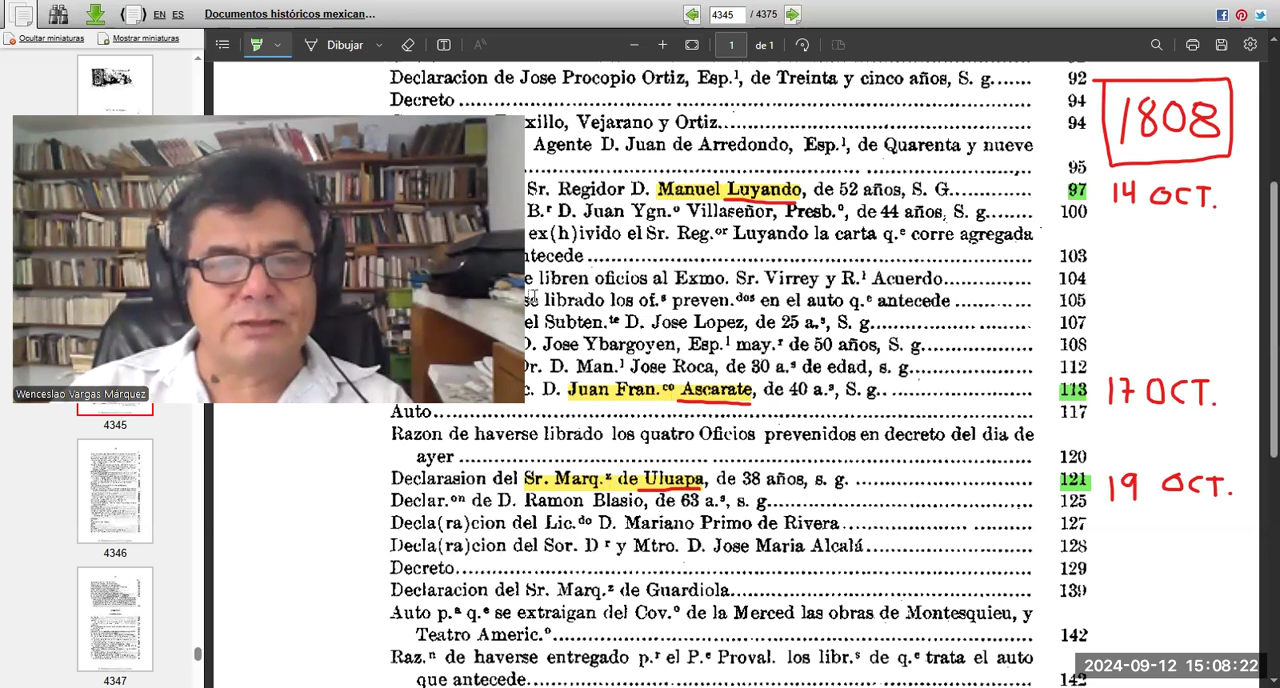 EN ES
Documentos históricos mexican...
4345 / 4375
Ocultar miniaturas
Mostrar miniaturas
Dibujar
1 de 1
Declaracion de Jose Procopio Ortiz, Esp.ˡ, de Treinta y cinco años, S. g....... 92
Decreto ........ 94
xillo, Vejarano y Ortiz........ 94
Agente D. Juan de Arredondo, Esp.ˡ, de Quarenta y nueve
........ 95
Sr. Regidor D. Manuel Luyando, de 52 años, S. G........ 97
B.ʳ D. Juan Ygn.º Villaseñor, Presb.º, de 44 años, S. g........ 100
ex(h)ivido el Sr. Reg.ᵒʳ Luyando la carta q.ᵉ corre agregada
ntecede ........ 103
e libren oficios al Exmo. Sr. Virrey y R.ˡ Acuerdo........ 104
se librado los of.ˢ preven.ᵈᵒˢ en el auto q.ᵉ antecede ........ 105
el Subten.ᵗᵉ D. Jose Lopez, de 25 a.ˢ, S. g........ 107
D. Jose Ybargoyen, Esp.ˡ may.ʳ de 50 años, S. g........ 108
Dr. D. Man.ˡ Jose Roca, de 30 a.ˢ de edad, s. g........ 112
c. D. Juan Fran.ᶜᵒ Ascarate, de 40 a.ˢ, S. g........ 113
Auto........ 117
Razon de haverse librado los quatro Oficios prevenidos en decreto del dia de
ayer ........ 120
Declarasion del Sr. Marq.ᶻ de Uluapa, de 38 años, s. g. ........ 121
Declar.ᵒⁿ de D. Ramon Blasio, de 63 a.ˢ, s. g........ 125
Decla(ra)cion del Lic.ᵈᵒ D. Mariano Primo de Rivera........ 127
Decla(ra)cion del Sor. D ʳ y Mtro. D. Jose Maria Alcalá........ 128
Decreto........ 129
Declaracion del Sr. Marq.ᶻ de Guardiola........ 139
Auto p.ᵃ q.ᵉ se extraigan del Cov.º de la Merced las obras de Montesquieu, y
Teatro Americ.º........ 142
Raz.ⁿ de haverse entregado p.ʳ el P.ᵉ Proval. los libr.ˢ de q.ᵉ trata el auto
que antecede........ 142
1808
14 OCT.
17 OCT.
19 OCT.
Wenceslao Vargas Márquez
4345
4346
4347
2024-09-12 15:08:22